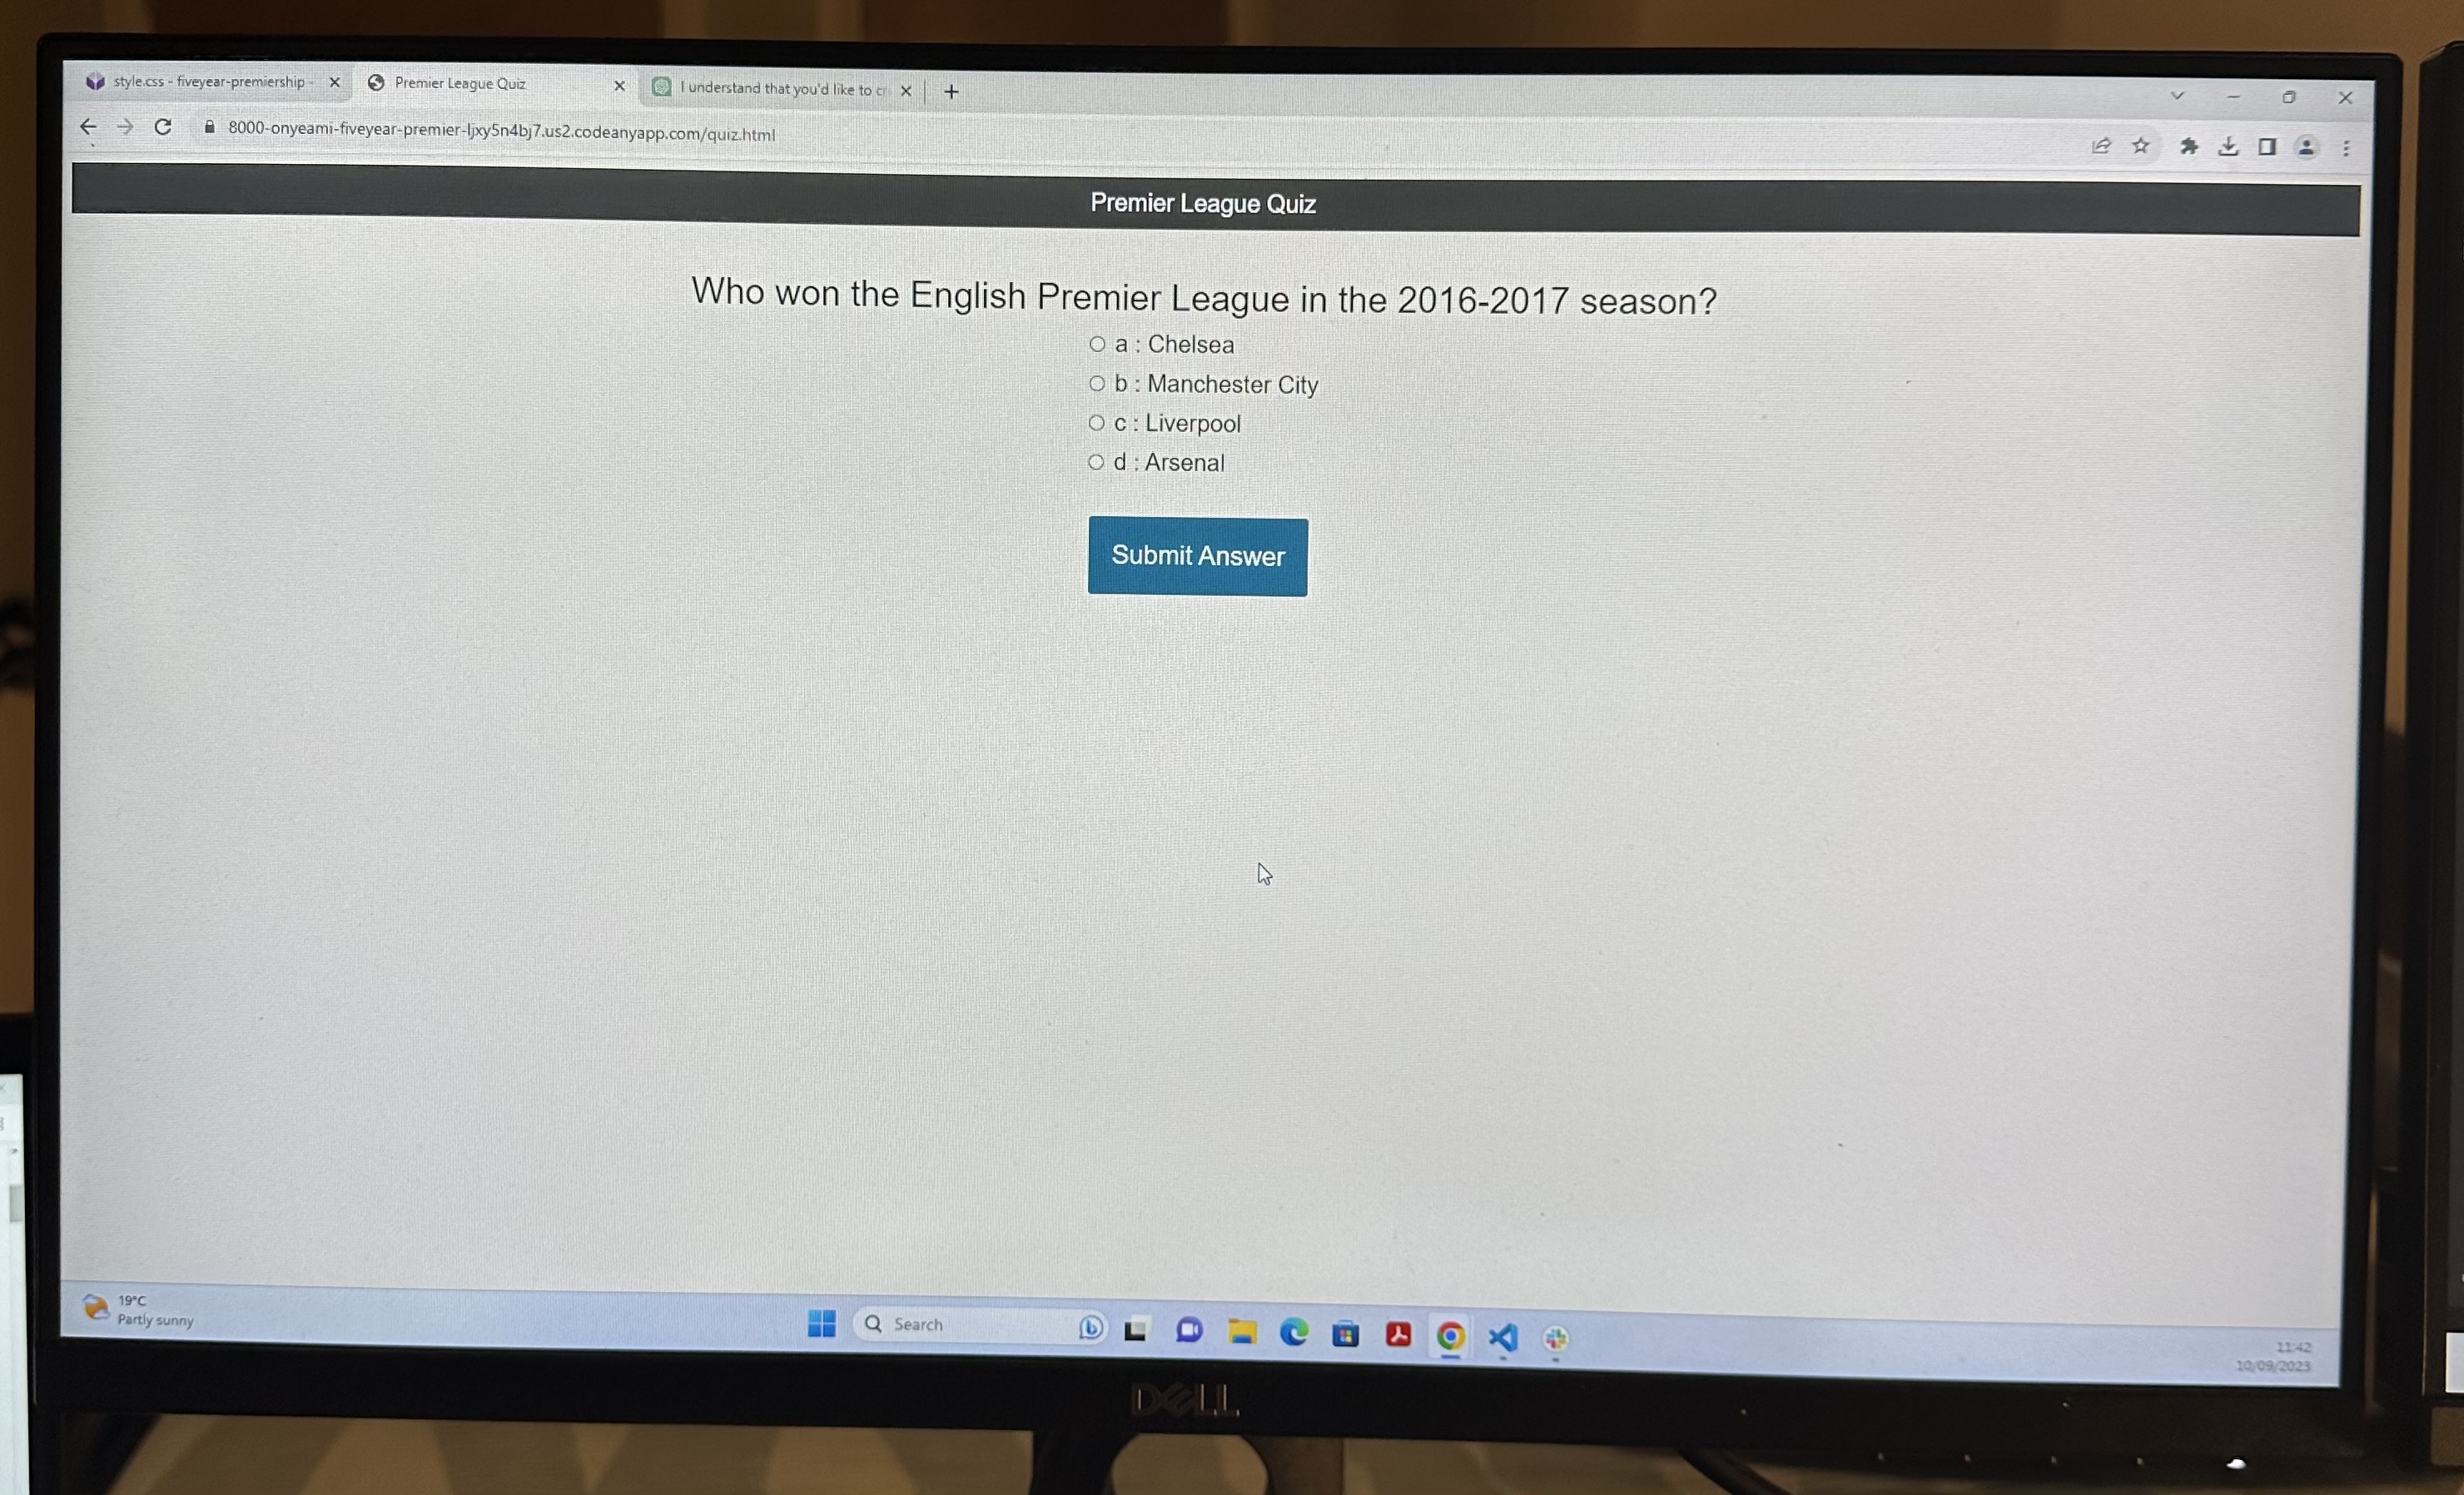 style.css - fiveyear-premiership -
Premier League Quiz
I understand that you'd like to cr
8000-onyeami-fiveyear-premier-ljxy5n4bj7.us2.codeanyapp.com/quiz.html
Premier League Quiz
Who won the English Premier League in the 2016-2017 season?
a : Chelsea
b : Manchester City
c : Liverpool
d : Arsenal
Submit Answer
19°C
Partly sunny
Search
11:42
10/09/2023
DELL